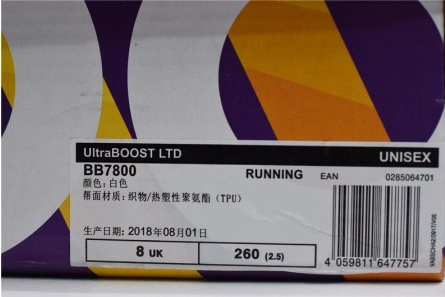 UltraBOOST LTD UNISEX
BB7800 RUNNING EAN 0285064701
颜色:白色
帮面材质:织物/热塑性聚氨酯(TPU)
生产日期:2018年08月01日
8 UK 260 (2.5)
4 059811 647757